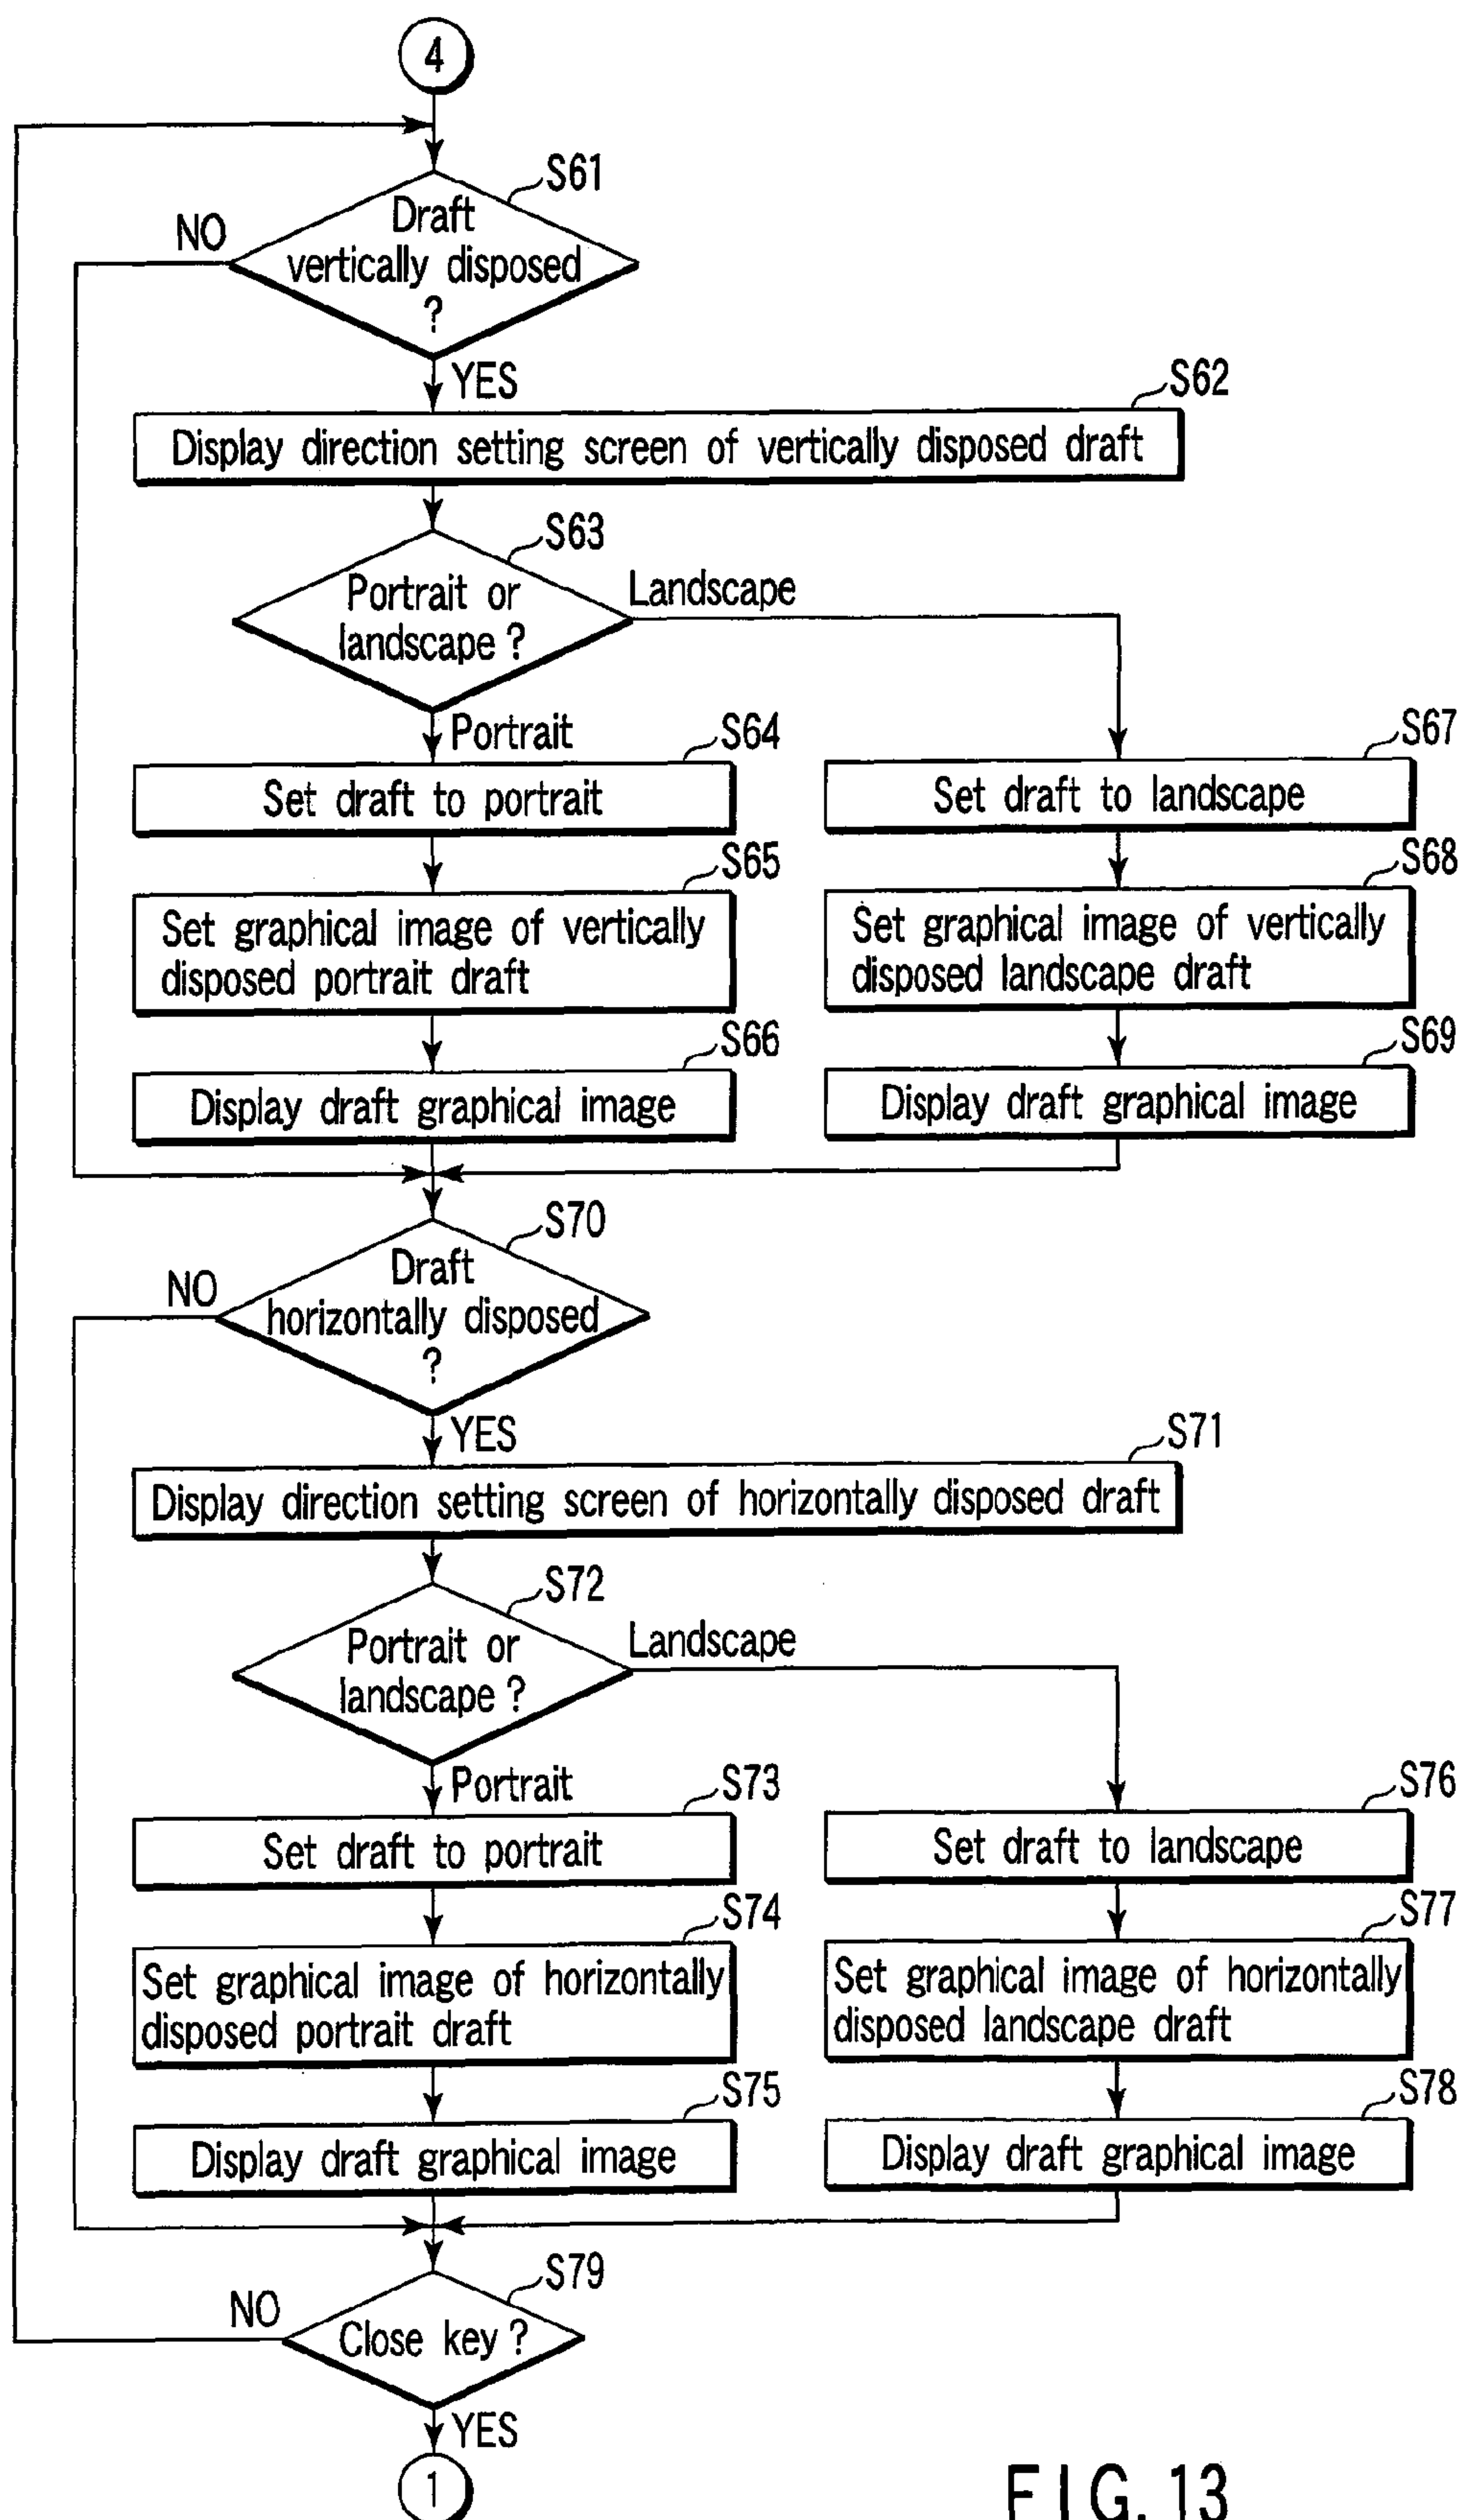 4
S61
NO
Draft
vertically disposed
?
YES
S62
Display direction setting screen of vertically disposed draft
S63
Portrait or
landscape ?
Landscape
Portrait
S64
Set draft to portrait
S67
Set draft to landscape
S65
Set graphical image of vertically
disposed portrait draft
S68
Set graphical image of vertically
disposed landscape draft
S66
Display draft graphical image
S69
Display draft graphical image
S70
NO
Draft
horizontally disposed
?
YES
S71
Display direction setting screen of horizontally disposed draft
S72
Portrait or
landscape ?
Landscape
Portrait
S73
Set draft to portrait
S76
Set draft to landscape
S74
Set graphical image of horizontally
disposed portrait draft
S77
Set graphical image of horizontally
disposed landscape draft
S75
Display draft graphical image
S78
Display draft graphical image
S79
NO
Close key ?
YES
1
FIG. 13